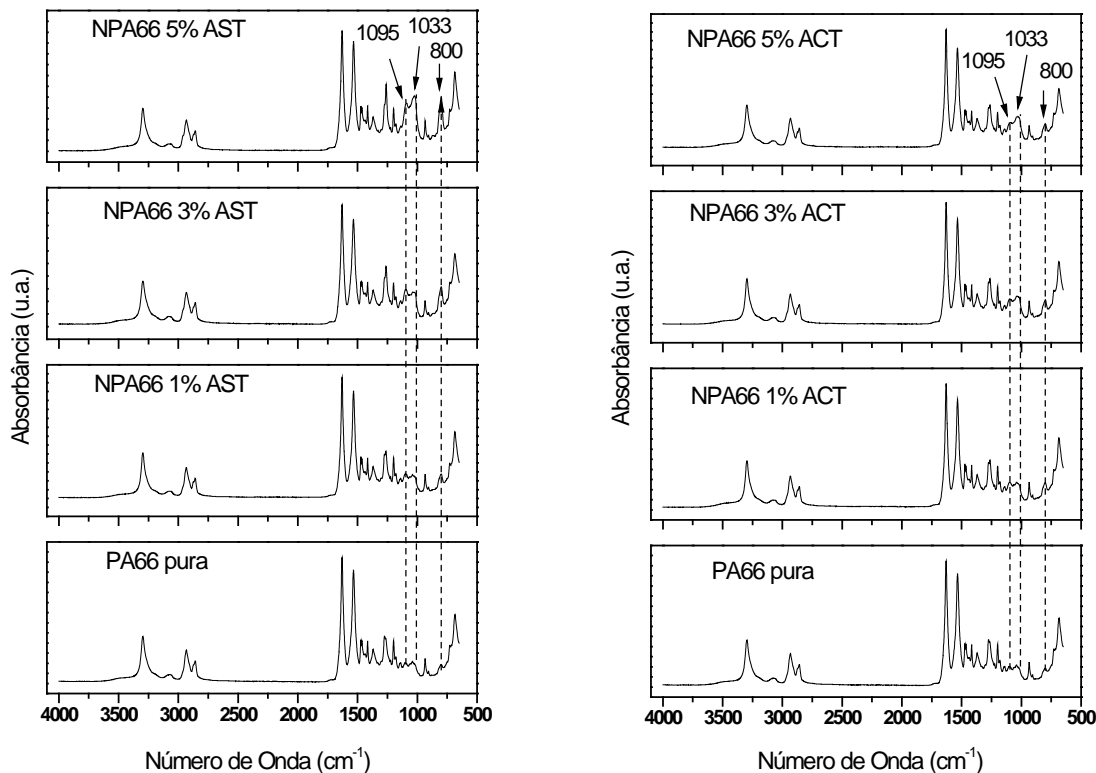 NPA66 5% AST
1095
1033
800
NPA66 3% AST
NPA66 1% AST
PA66 pura
Absorbância (u.a.)
4000 3500 3000 2500 2000 1500 1000 500
Número de Onda (cm⁻¹)
NPA66 5% ACT
1095
1033
800
NPA66 3% ACT
NPA66 1% ACT
PA66 pura
Absorbância (u.a.)
4000 3500 3000 2500 2000 1500 1000 500
Número de Onda (cm⁻¹)